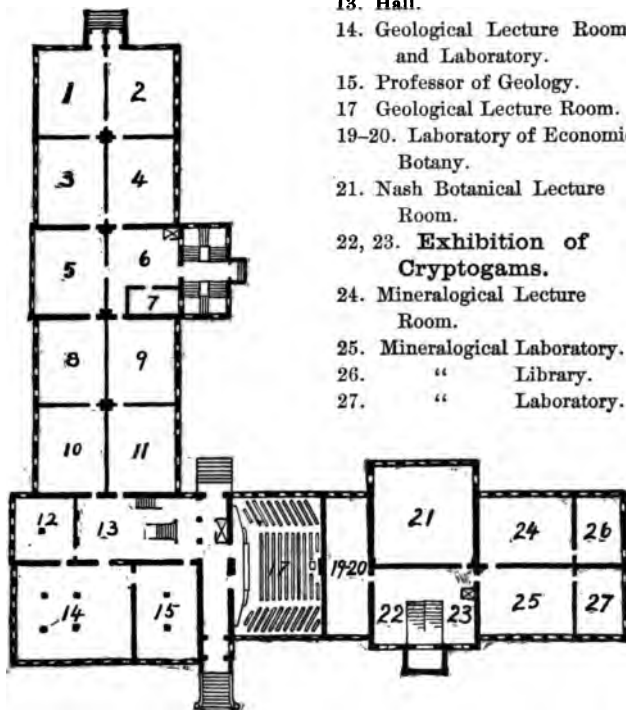 13. Hall.
14. Geological Lecture Room
and Laboratory.
15. Professor of Geology.
17 Geological Lecture Room.
19–20. Laboratory of Economic
Botany.
21. Nash Botanical Lecture
Room.
22, 23. Exhibition of
Cryptogams.
24. Mineralogical Lecture
Room.
25. Mineralogical Laboratory.
26. “ Library.
27. “ Laboratory.
1 2
3 4
5 6
7
8 9
10 11
12 13
14 15
17
19-20
21
22 23
24 26
25 27